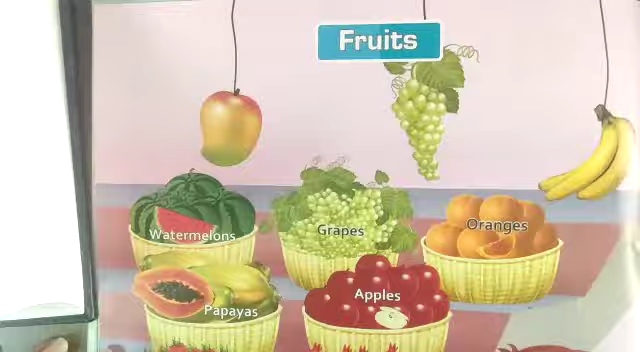 Fruits
Watermelons
Grapes
Oranges
Papayas
Apples